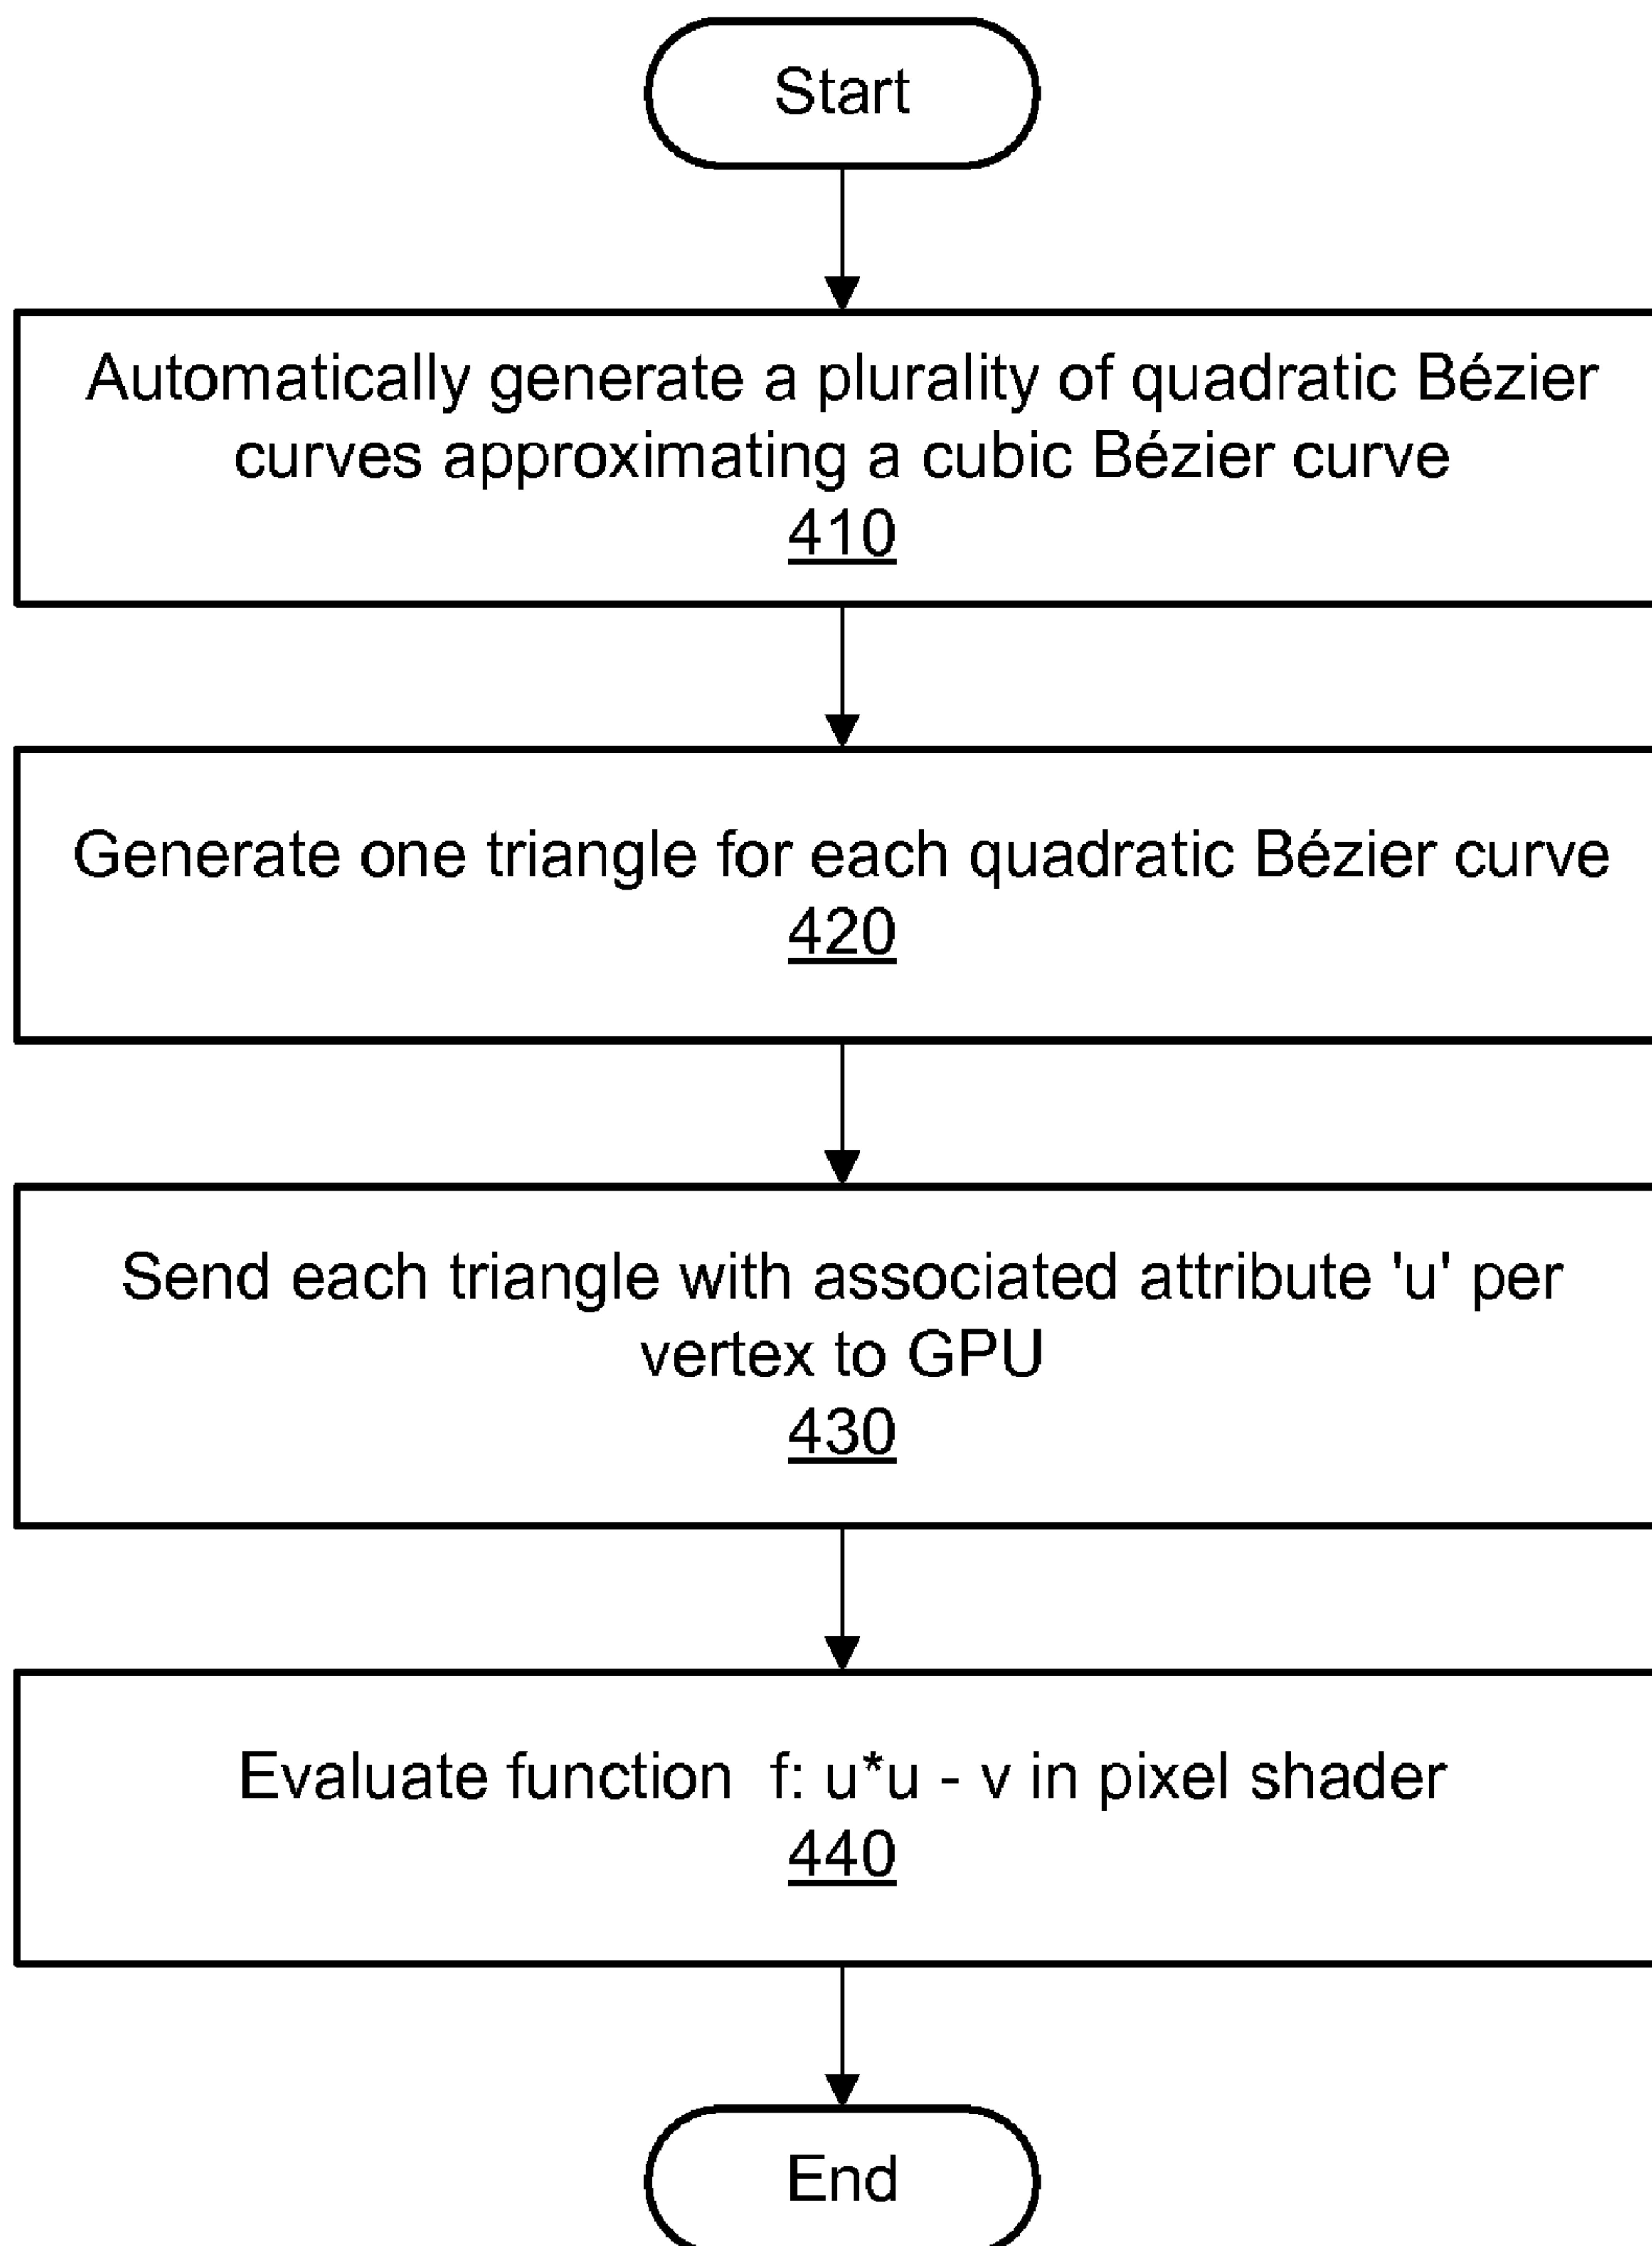 Start
Automatically generate a plurality of quadratic Bézier
curves approximating a cubic Bézier curve
410
Generate one triangle for each quadratic Bézier curve
420
Send each triangle with associated attribute 'u' per
vertex to GPU
430
Evaluate function f: u*u - v in pixel shader
440
End